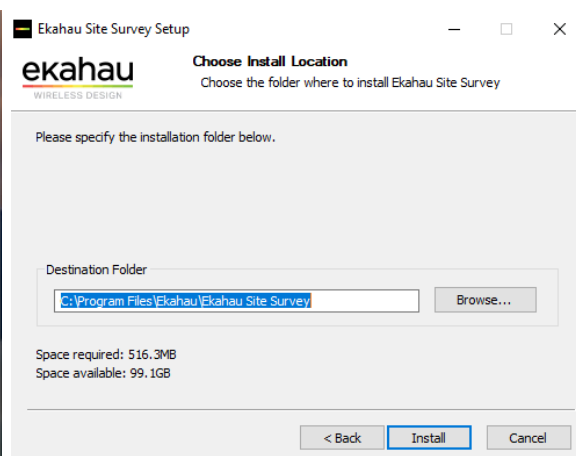 Ekahau Site Survey Setup
ekahau
WIRELESS DESIGN
Choose Install Location
Choose the folder where to install Ekahau Site Survey
Please specify the installation folder below.
Destination Folder
C:\Program Files\Ekahau\Ekahau Site Survey
Browse...
Space required: 516.3MB
Space available: 99.1GB
< Back
Install
Cancel